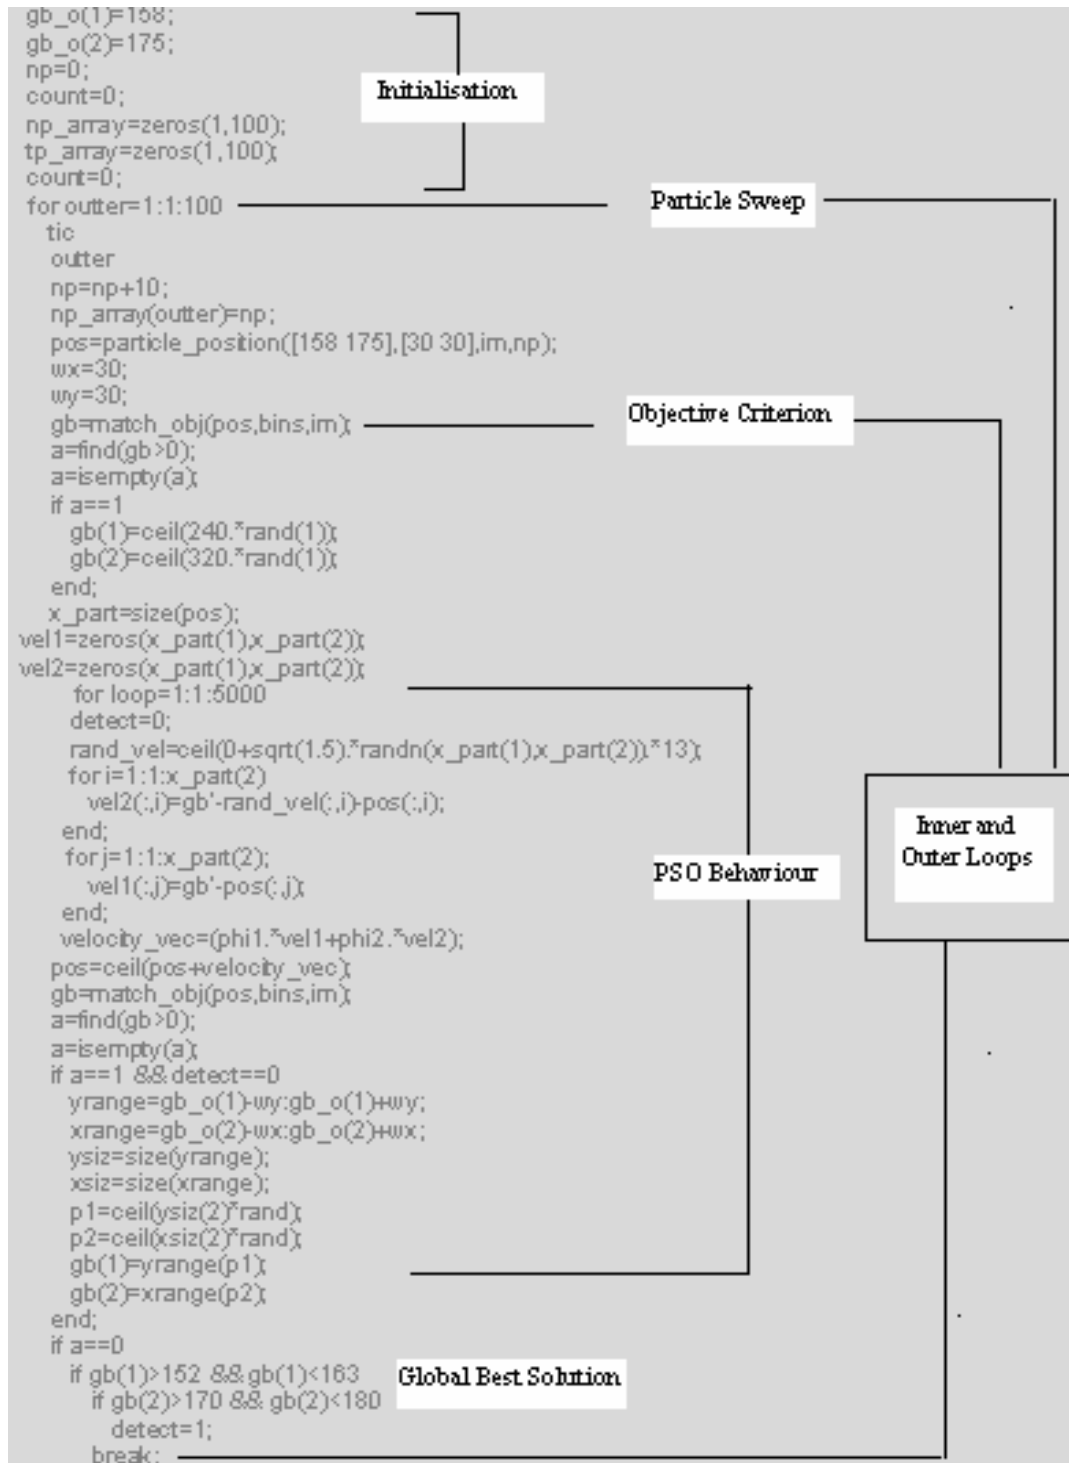 gb_o(1)=158;
gb_o(2)=175;
np=0;
count=0;
Initialisation
np_array=zeros(1,100);
tp_array=zeros(1,100);
count=0;
for outter=1:1:100
Particle Sweep
tic
outter
np=np+10;
np_array(outter)=np;
pos=particle_position([158 175],[30 30],im,np);
wx=30;
wy=30;
gb=match_obj(pos,bins,im);
Objective Criterion
a=find(gb>0);
a=isempty(a);
if a==1
gb(1)=ceil(240.*rand(1));
gb(2)=ceil(320.*rand(1));
end;
x_part=size(pos);
vel1=zeros(x_part(1),x_part(2));
vel2=zeros(x_part(1),x_part(2));
for loop=1:1:5000
detect=0;
rand_vel=ceil(0+sqrt(1.5).*randn(x_part(1),x_part(2)).*13);
for i=1:1:x_part(2)
vel2(:,i)=gb'-rand_vel(:,i)-pos(:,i);
end;
for j=1:1:x_part(2);
vel1(:,j)=gb'-pos(:,j);
end;
PSO Behaviour
Inner and
Outer Loops
velocity_vec=(phi1.*vel1+phi2.*vel2);
pos=ceil(pos+velocity_vec);
gb=match_obj(pos,bins,im);
a=find(gb>0);
a=isempty(a);
if a==1 && detect==0
yrange=gb_o(1)-wy:gb_o(1)+wy;
xrange=gb_o(2)-wx:gb_o(2)+wx;
ysiz=size(yrange);
xsiz=size(xrange);
p1=ceil(ysiz(2)*rand);
p2=ceil(xsiz(2)*rand);
gb(1)=yrange(p1);
gb(2)=xrange(p2);
end;
if a==0
if gb(1)>152 && gb(1)<163
Global Best Solution
if gb(2)>170 && gb(2)<180
detect=1;
break;